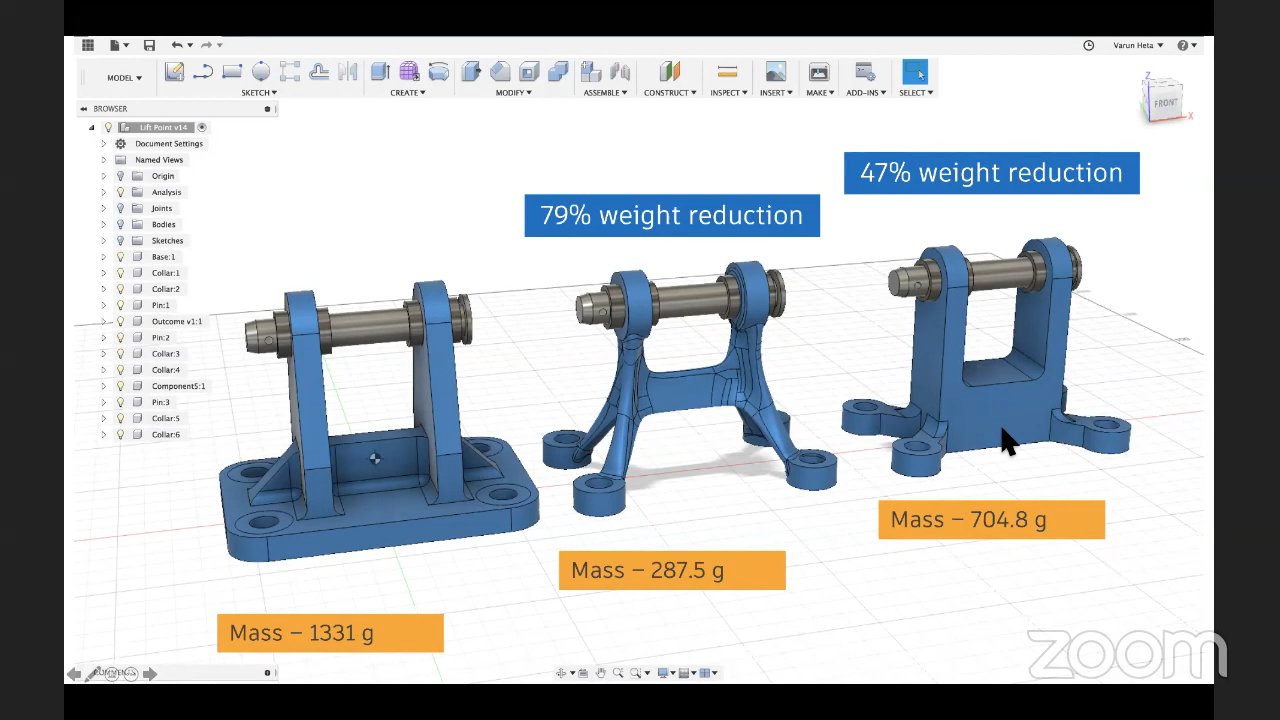 Varun Heta
MODEL
SKETCH
CREATE
MODIFY
ASSEMBLE
CONSTRUCT
INSPECT
INSERT
MAKE
ADD-INS
SELECT
BROWSER
Lift Point v14
Document Settings
Named Views
Origin
Analysis
Joints
Bodies
Sketches
Base:1
Collar:1
Collar:2
Pin:1
Outcome v1:1
Pin:2
Collar:3
Collar:4
Component5:1
Pin:3
Collar:5
Collar:6
Z
FRONT
X
47% weight reduction
79% weight reduction
Mass – 704.8 g
Mass – 287.5 g
Mass – 1331 g
COMMENTS
zoom